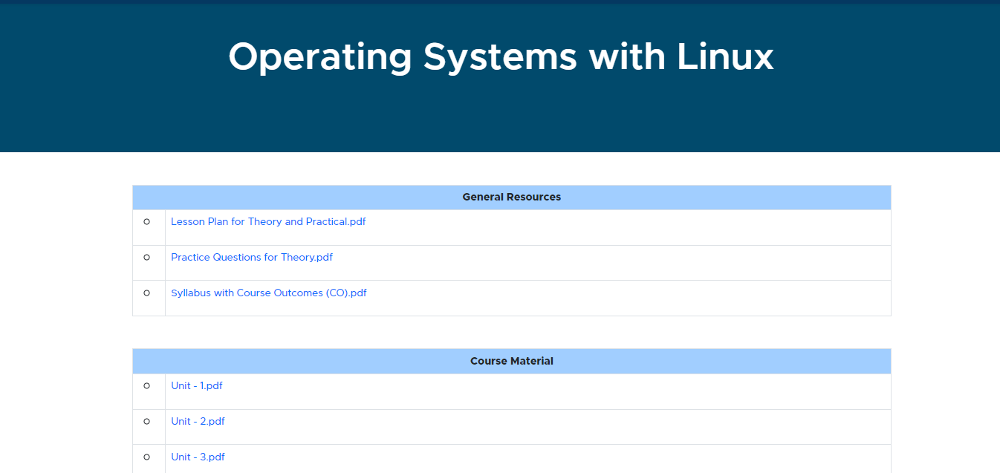 Operating Systems with Linux
General Resources
Lesson Plan for Theory and Practical.pdf
Practice Questions for Theory.pdf
Syllabus with Course Outcomes (CO).pdf
Course Material
Unit - 1.pdf
Unit - 2.pdf
Unit - 3.pdf